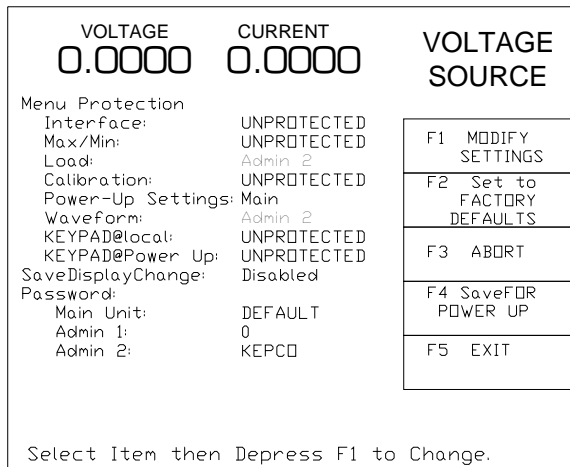 VOLTAGE CURRENT
0.0000 0.0000
VOLTAGE
SOURCE
Menu Protection
Interface: UNPROTECTED
Max/Min: UNPROTECTED
Load: Admin 2
Calibration: UNPROTECTED
Power-Up Settings: Main
Waveform: Admin 2
KEYPAD@local: UNPROTECTED
KEYPAD@Power Up: UNPROTECTED
SaveDisplayChange: Disabled
Password:
Main Unit: DEFAULT
Admin 1: 0
Admin 2: KEPCO
F1 MODIFY
SETTINGS
F2 Set to
FACTORY
DEFAULTS
F3 ABORT
F4 SaveFOR
POWER UP
F5 EXIT
Select Item then Depress F1 to Change.